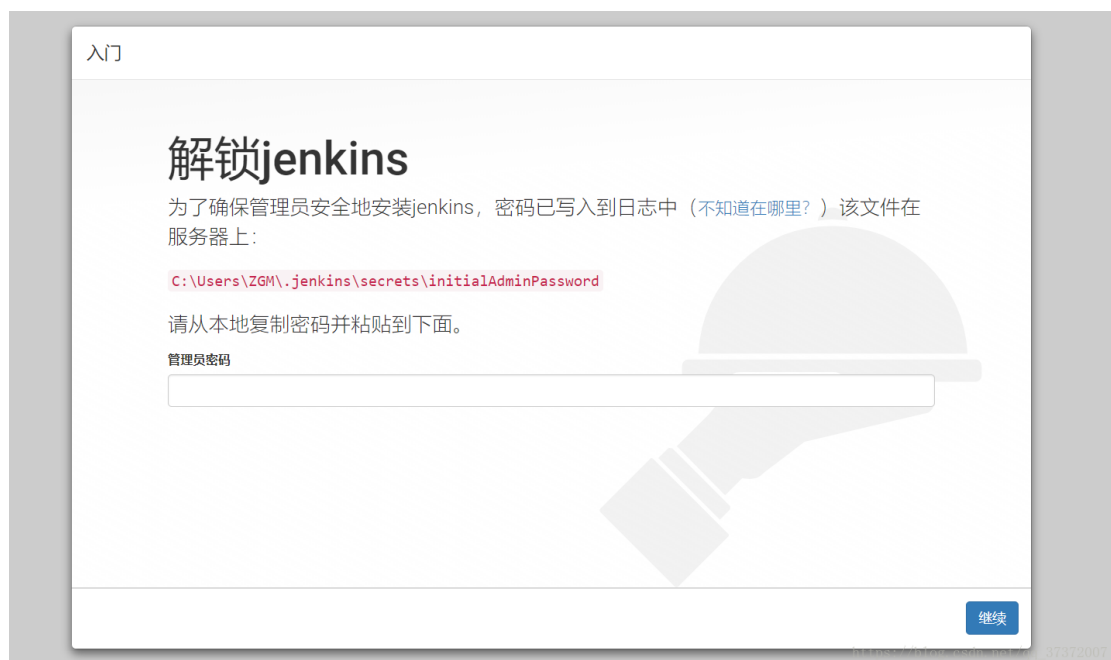 入门
解锁jenkins
为了确保管理员安全地安装jenkins，密码已写入到日志中（不知道在哪里？）该文件在
服务器上：
C:\Users\ZGM\.jenkins\secrets\initialAdminPassword
请从本地复制密码并粘贴到下面。
管理员密码
继续